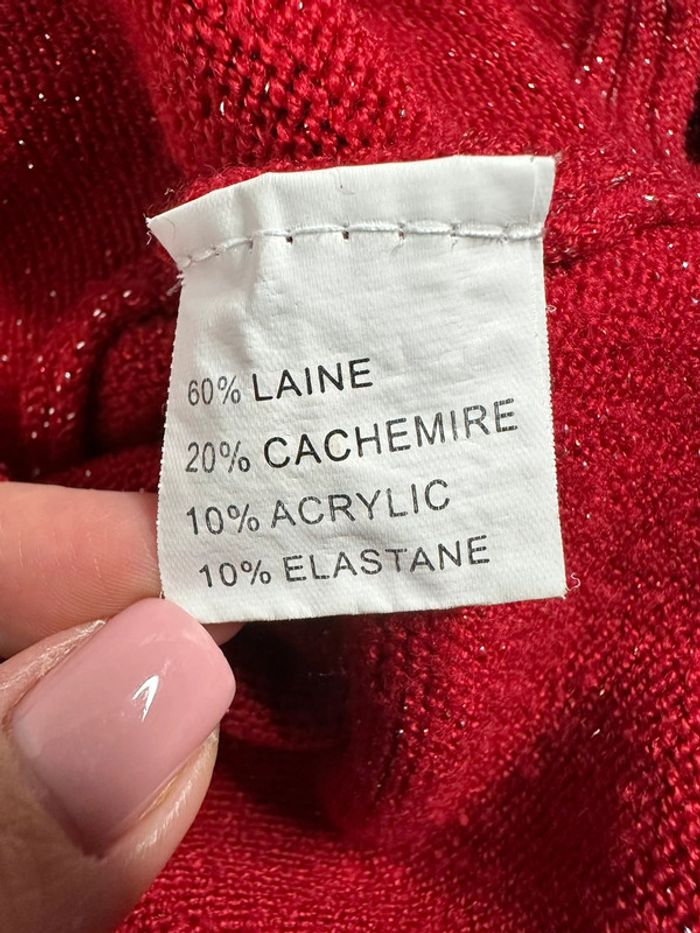 60% LAINE
20% CACHEMIRE
10% ACRYLIC
10% ELASTANE